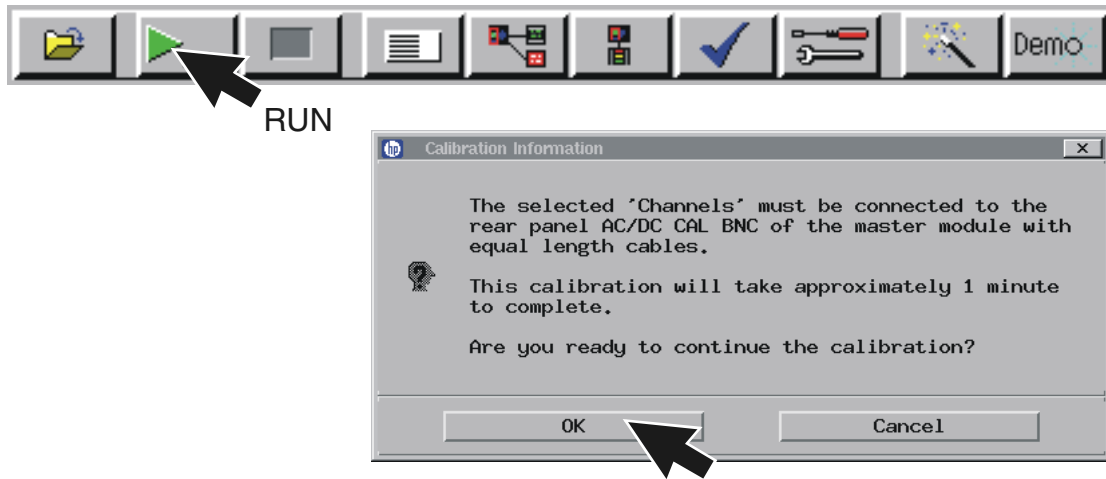 Demo
RUN
hp Calibration Information
The selected 'Channels' must be connected to the
rear panel AC/DC CAL BNC of the master module with
equal length cables.
This calibration will take approximately 1 minute
to complete.
Are you ready to continue the calibration?
OK
Cancel